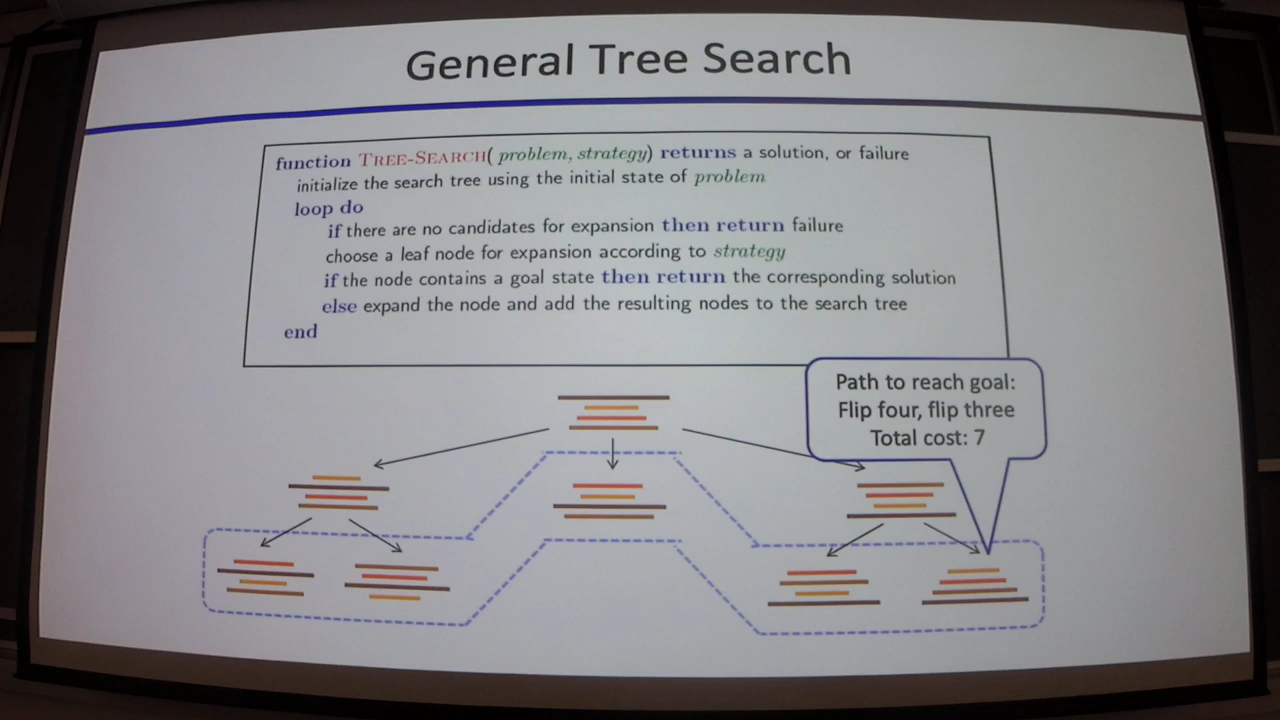 General Tree Search
function TREE-SEARCH( problem, strategy) returns a solution, or failure
initialize the search tree using the initial state of problem
loop do
if there are no candidates for expansion then return failure
choose a leaf node for expansion according to strategy
if the node contains a goal state then return the corresponding solution
else expand the node and add the resulting nodes to the search tree
end
Path to reach goal:
Flip four, flip three
Total cost: 7